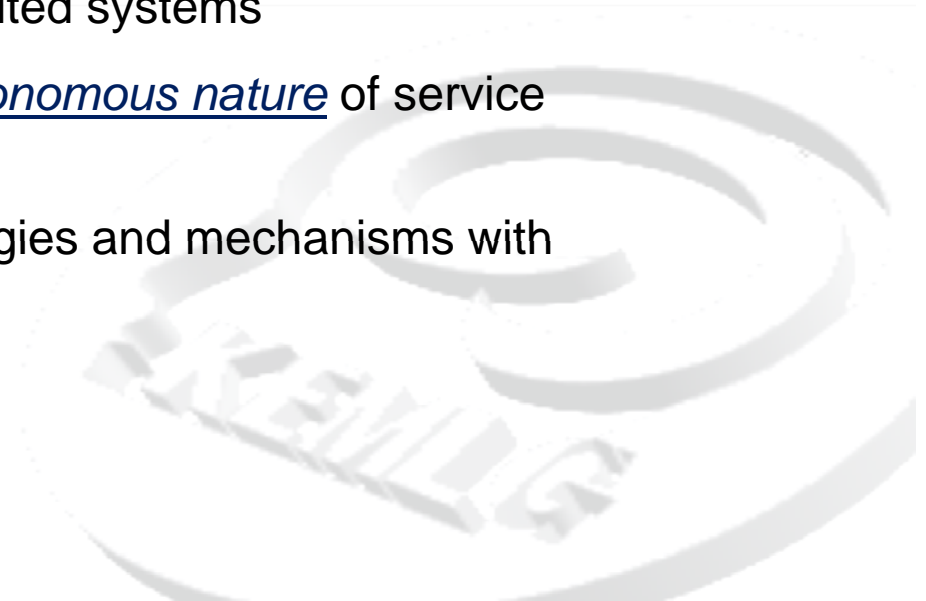 ited systems
onomous nature of service
gies and mechanisms with
KEMLG